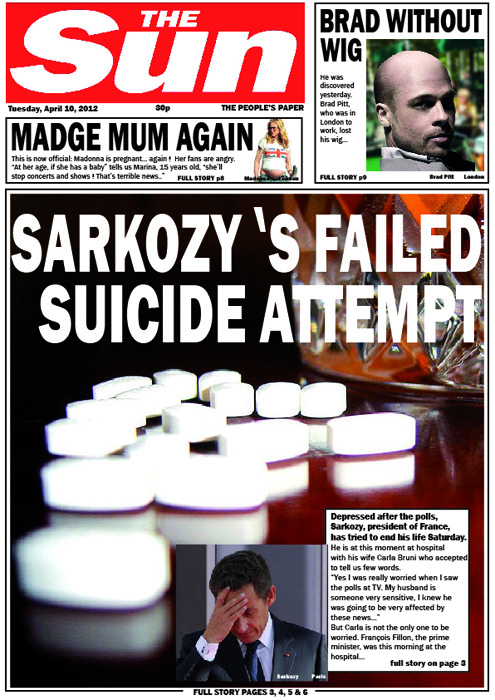 THE
Sun
Tuesday, April 10, 2012 30p THE PEOPLE'S PAPER
MADGE MUM AGAIN
This is now official: Madonna is pregnant... again ! Her fans are angry.
"At her age, if she has a baby" tells us Marina, 15 years old, "she'll
stop concerts and shows ! That's terrible news.." FULL STORY p8
London
BRAD WITHOUT
WIG
He was
discovered
yesterday.
Brad Pitt,
who was in
London to
work, lost
his wig...
FULL STORY p9
Brad Pitt London
SARKOZY 'S FAILED
SUICIDE ATTEMPT
Depressed after the polls,
Sarkozy, president of France,
has tried to end his life Saturday.
He is at this moment at hospital
with his wife Carla Bruni who accepted
to tell us few words.
"Yes I was really worried when I saw
the polls at TV. My husband is
someone very sensitive, I knew he
was going to be very affected by
these news..."
But Carla is not the only one to be
worried. François Fillon, the prime
minister, was this morning at the
hospital...
full story on page 3
Sarkozy Paris
FULL STORY PAGES 3, 4, 5 & 6